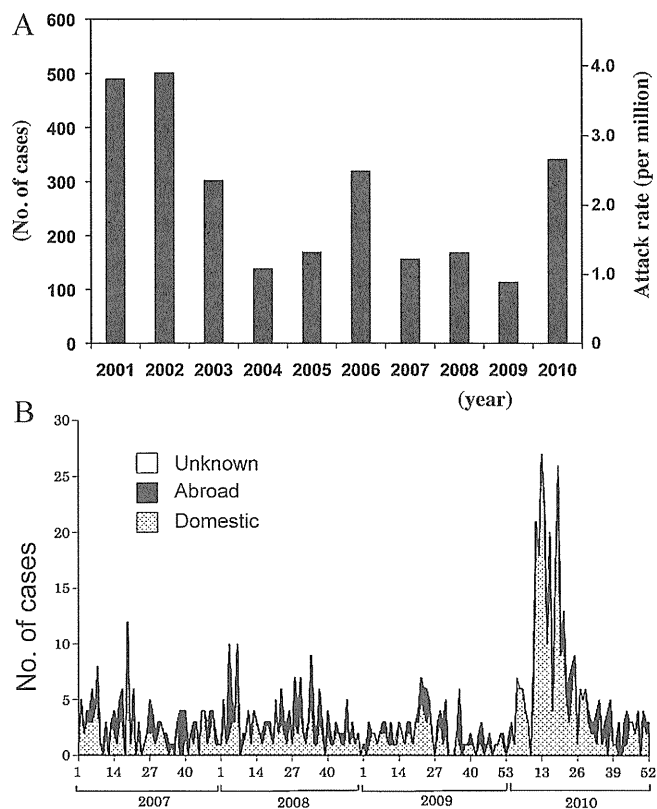 A
600
500
400
300
200
100
0
(No. of cases)
4.0
3.0
2.0
1.0
0
Attack rate (per million)
2001 2002 2003 2004 2005 2006 2007 2008 2009 2010
(year)
B
30
25
20
15
10
5
0
No. of cases
Unknown
Abroad
Domestic
1 14 27 40 1 14 27 40 1 14 27 40 53 13 26 39 52
2007 2008 2009 2010